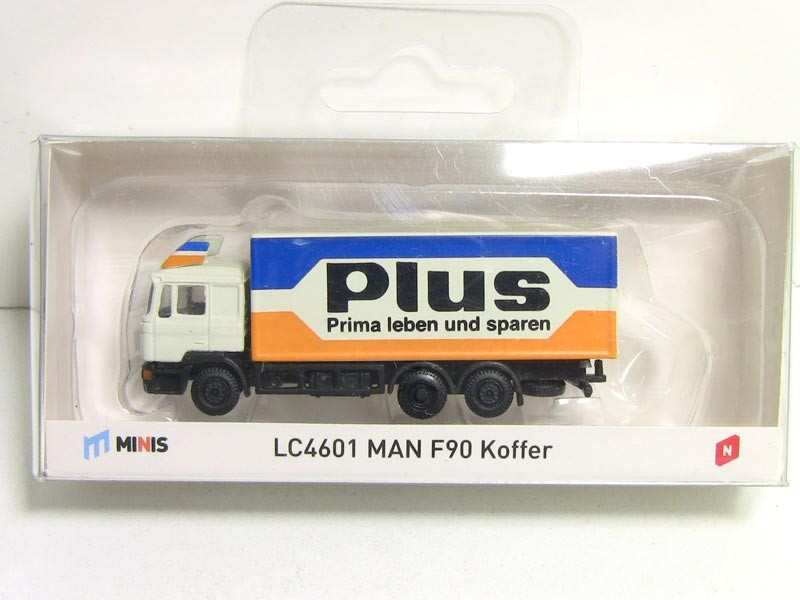 Plus
Prima leben und sparen
MINIS
LC4601 MAN F90 Koffer
N